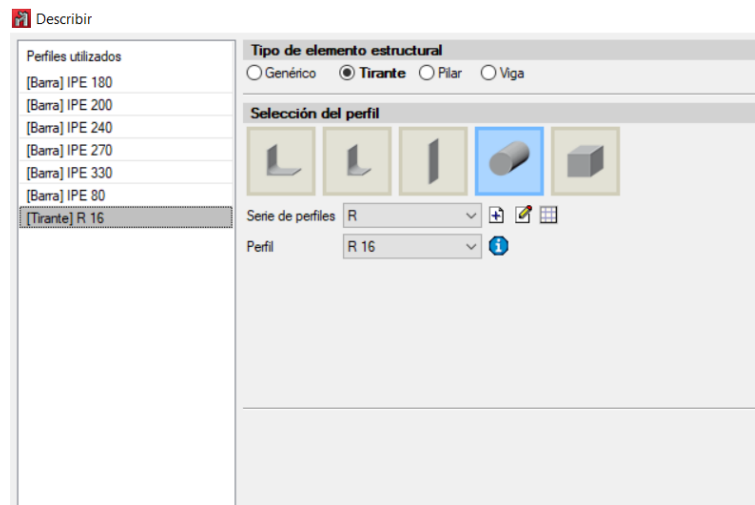 Describir
Perfiles utilizados
[Barra] IPE 180
[Barra] IPE 200
[Barra] IPE 240
[Barra] IPE 270
[Barra] IPE 330
[Barra] IPE 80
[Tirante] R 16
Tipo de elemento estructural
Genérico Tirante Pilar Viga
Selección del perfil
Serie de perfiles R
Perfil R 16